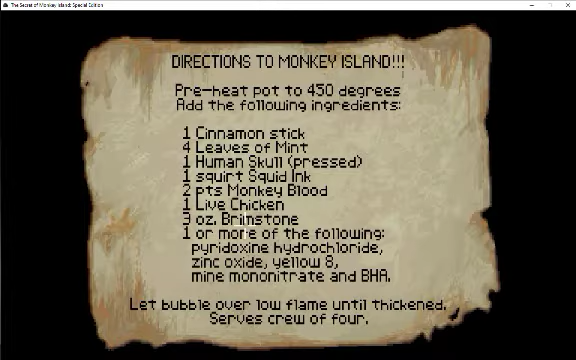 The Secret of Monkey Island: Special Edition
DIRECTIONS TO MONKEY ISLAND!!!
Pre-heat pot to 450 degrees
Add the following ingredients:
1 Cinnamon stick
4 Leaves of Mint
1 Human Skull (pressed)
1 squirt Squid Ink
2 pts Monkey Blood
1 Live Chicken
3 oz. Brimstone
1 or more of the following:
pyridoxine hydrochloride,
zinc oxide, yellow 8,
mine mononitrate and BHA.
Let bubble over low flame until thickened.
Serves crew of four.